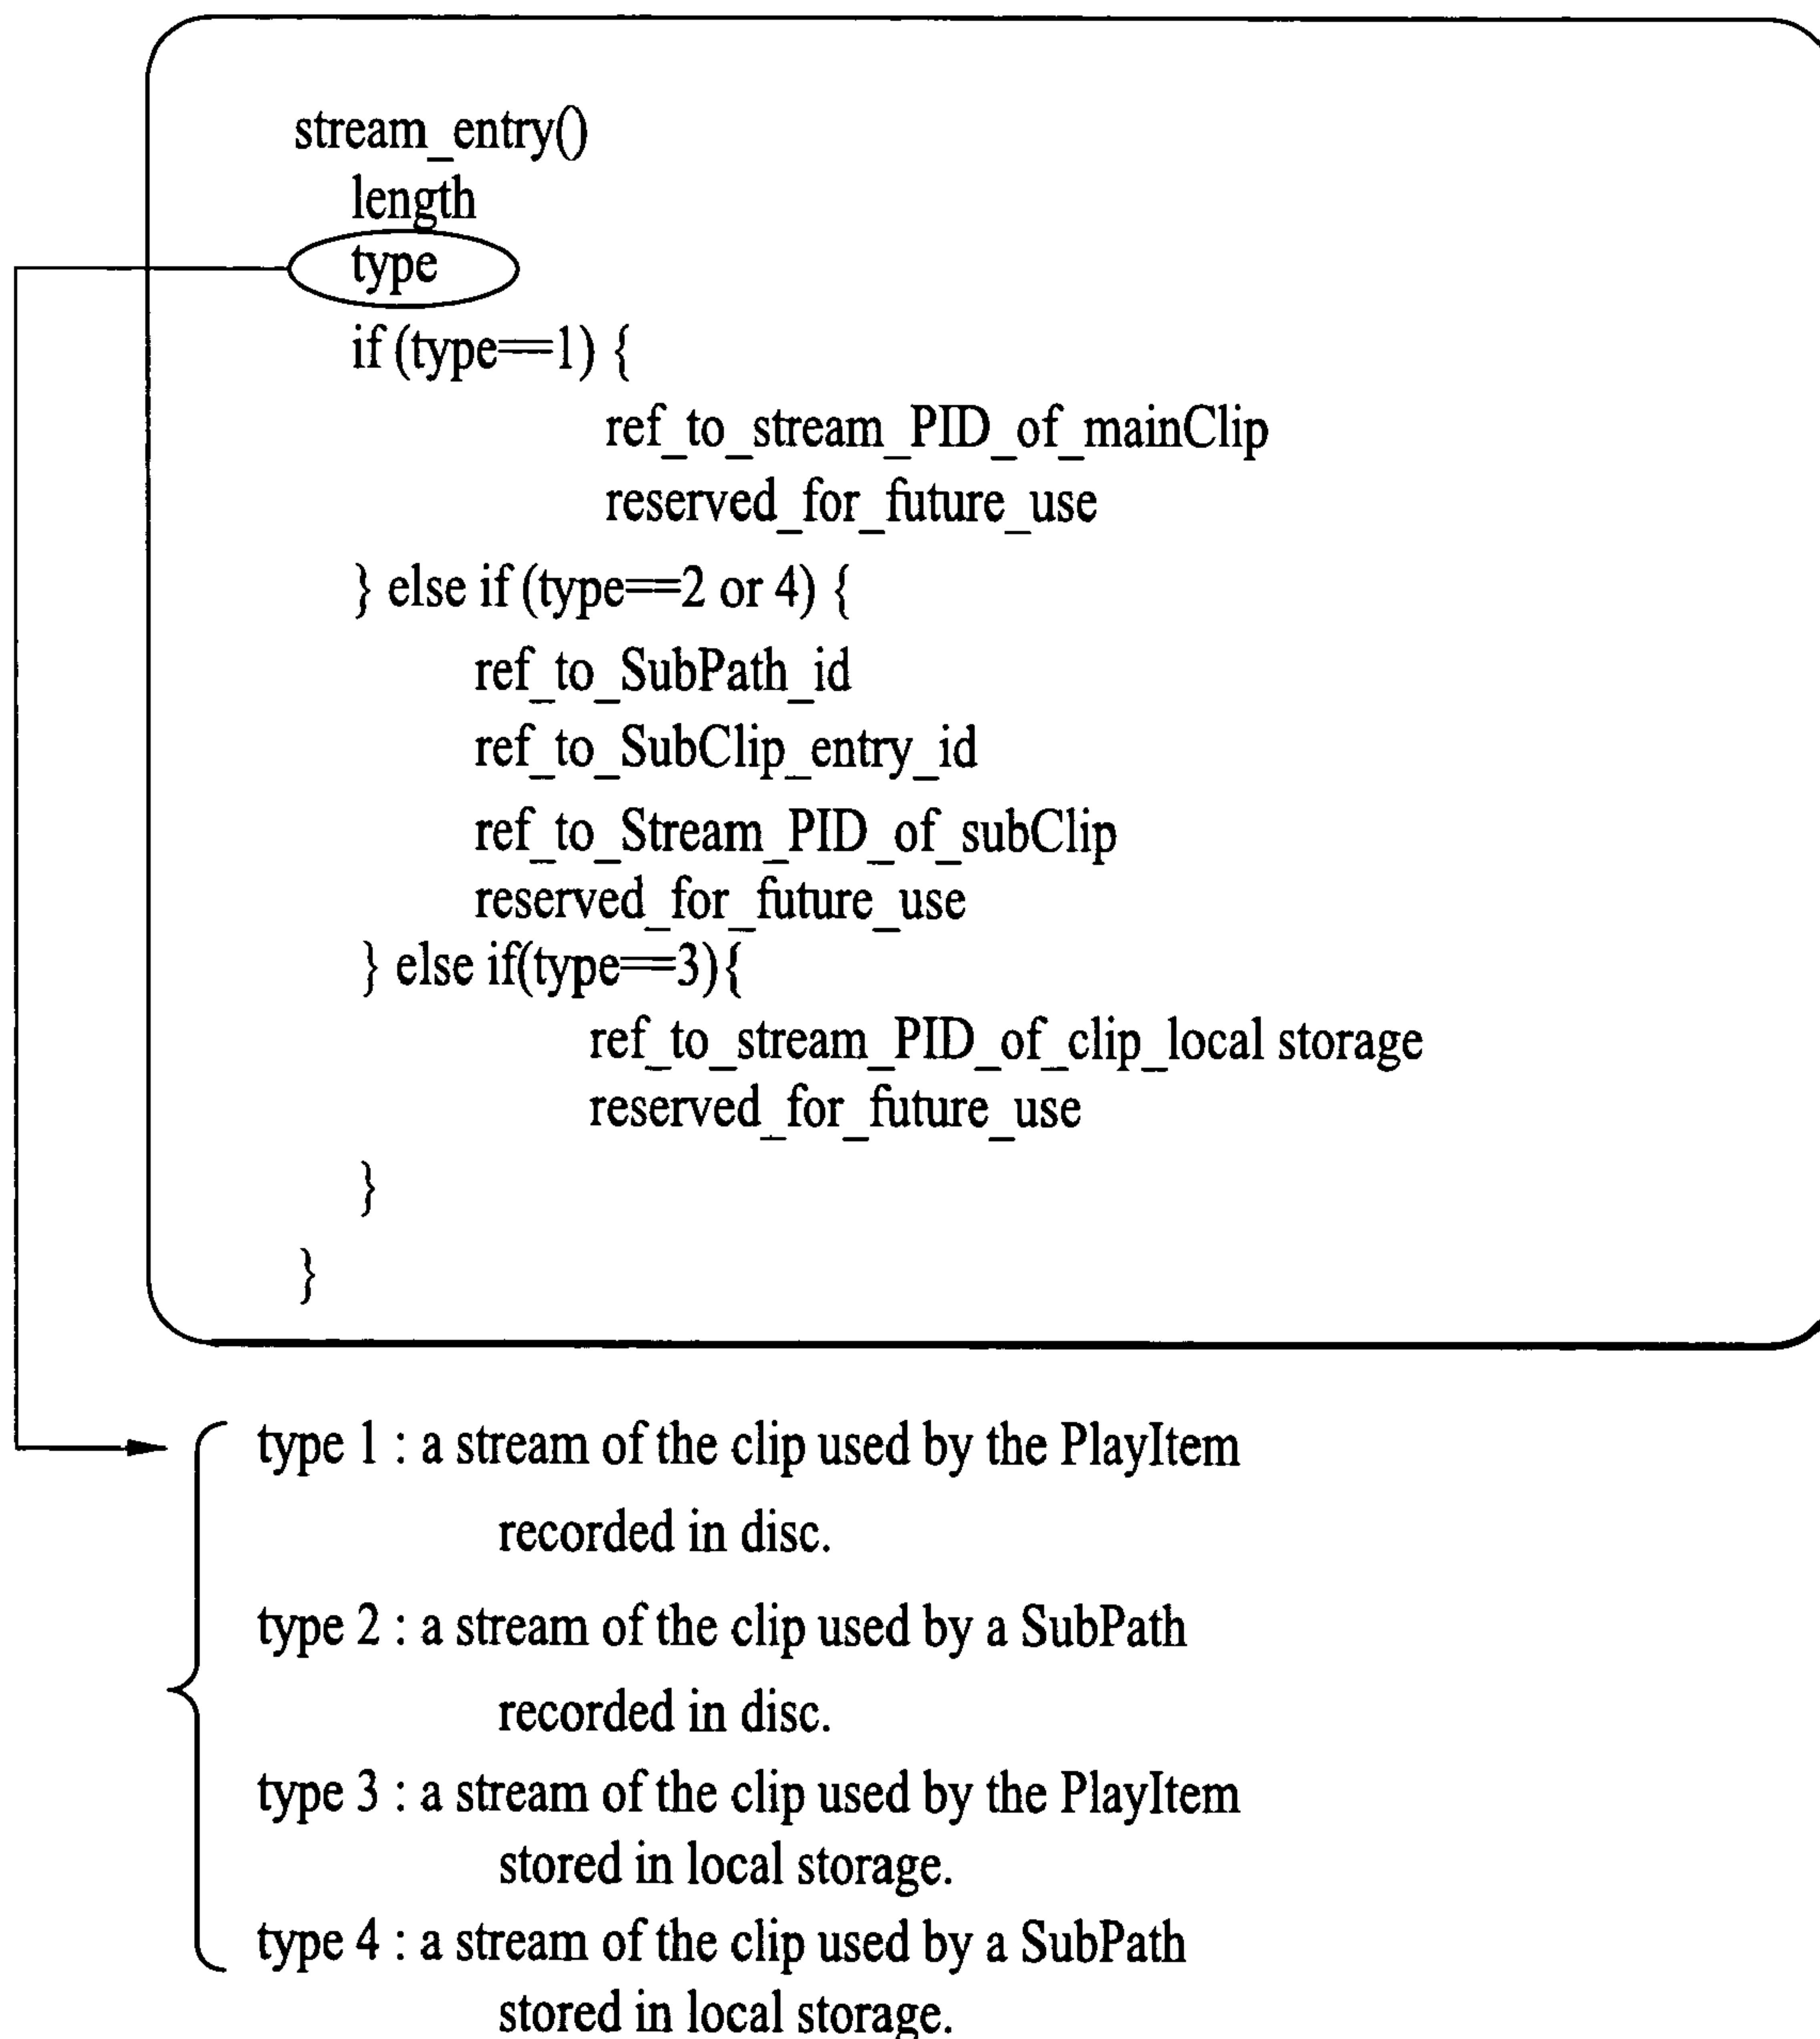 stream_entry()
length
type
if (type==1) {
ref_to_stream_PID_of_mainClip
reserved_for_future_use
} else if (type==2 or 4) {
ref_to_SubPath_id
ref_to_SubClip_entry_id
ref_to_Stream_PID_of_subClip
reserved_for_future_use
} else if(type==3){
ref_to_stream_PID_of_clip_local storage
reserved_for_future_use
}
}
type 1 : a stream of the clip used by the PlayItem
recorded in disc.
type 2 : a stream of the clip used by a SubPath
recorded in disc.
type 3 : a stream of the clip used by the PlayItem
stored in local storage.
type 4 : a stream of the clip used by a SubPath
stored in local storage.